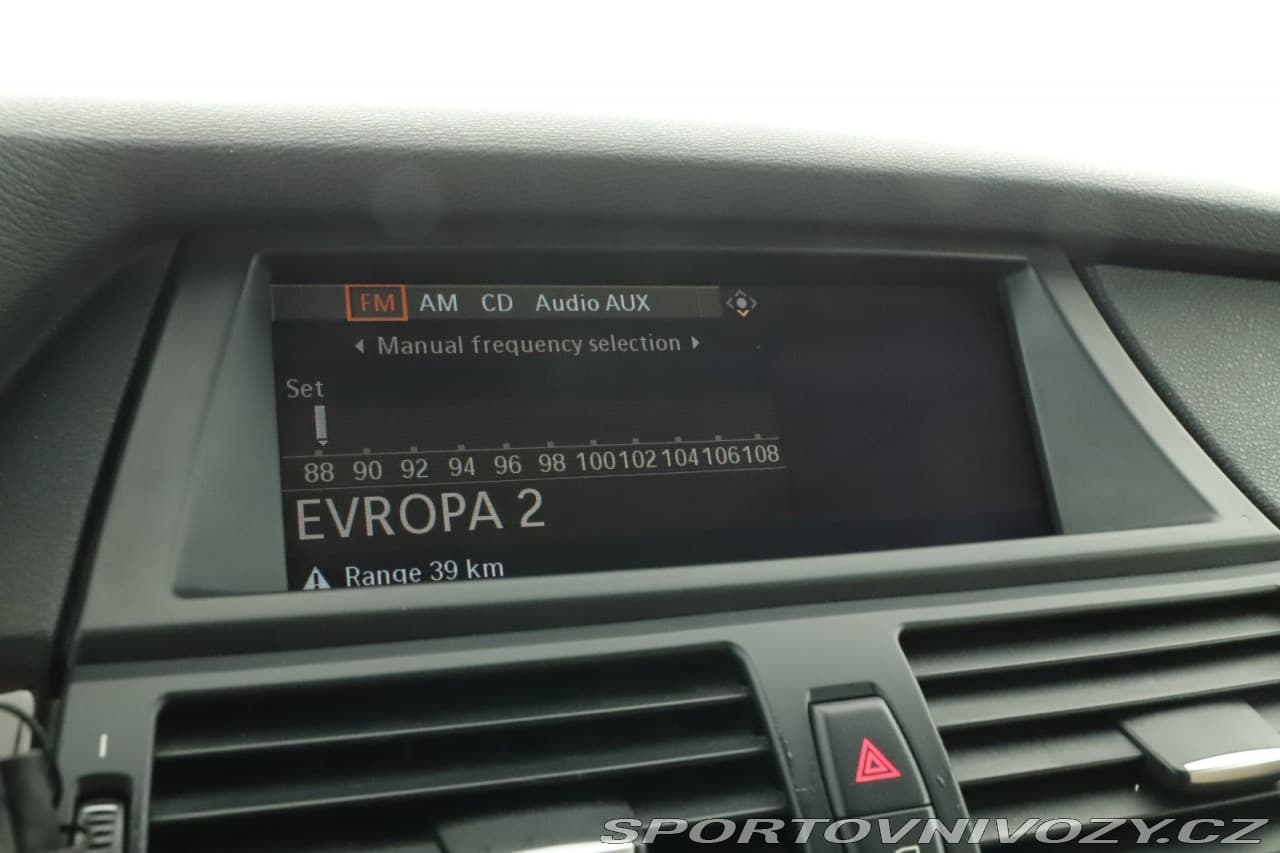 FM AM CD Audio AUX
Manual frequency selection
Set
88 90 92 94 96 98 100 102 104 106 108
EVROPA 2
Range 39 km
SPORTOVNIVOZY.CZ